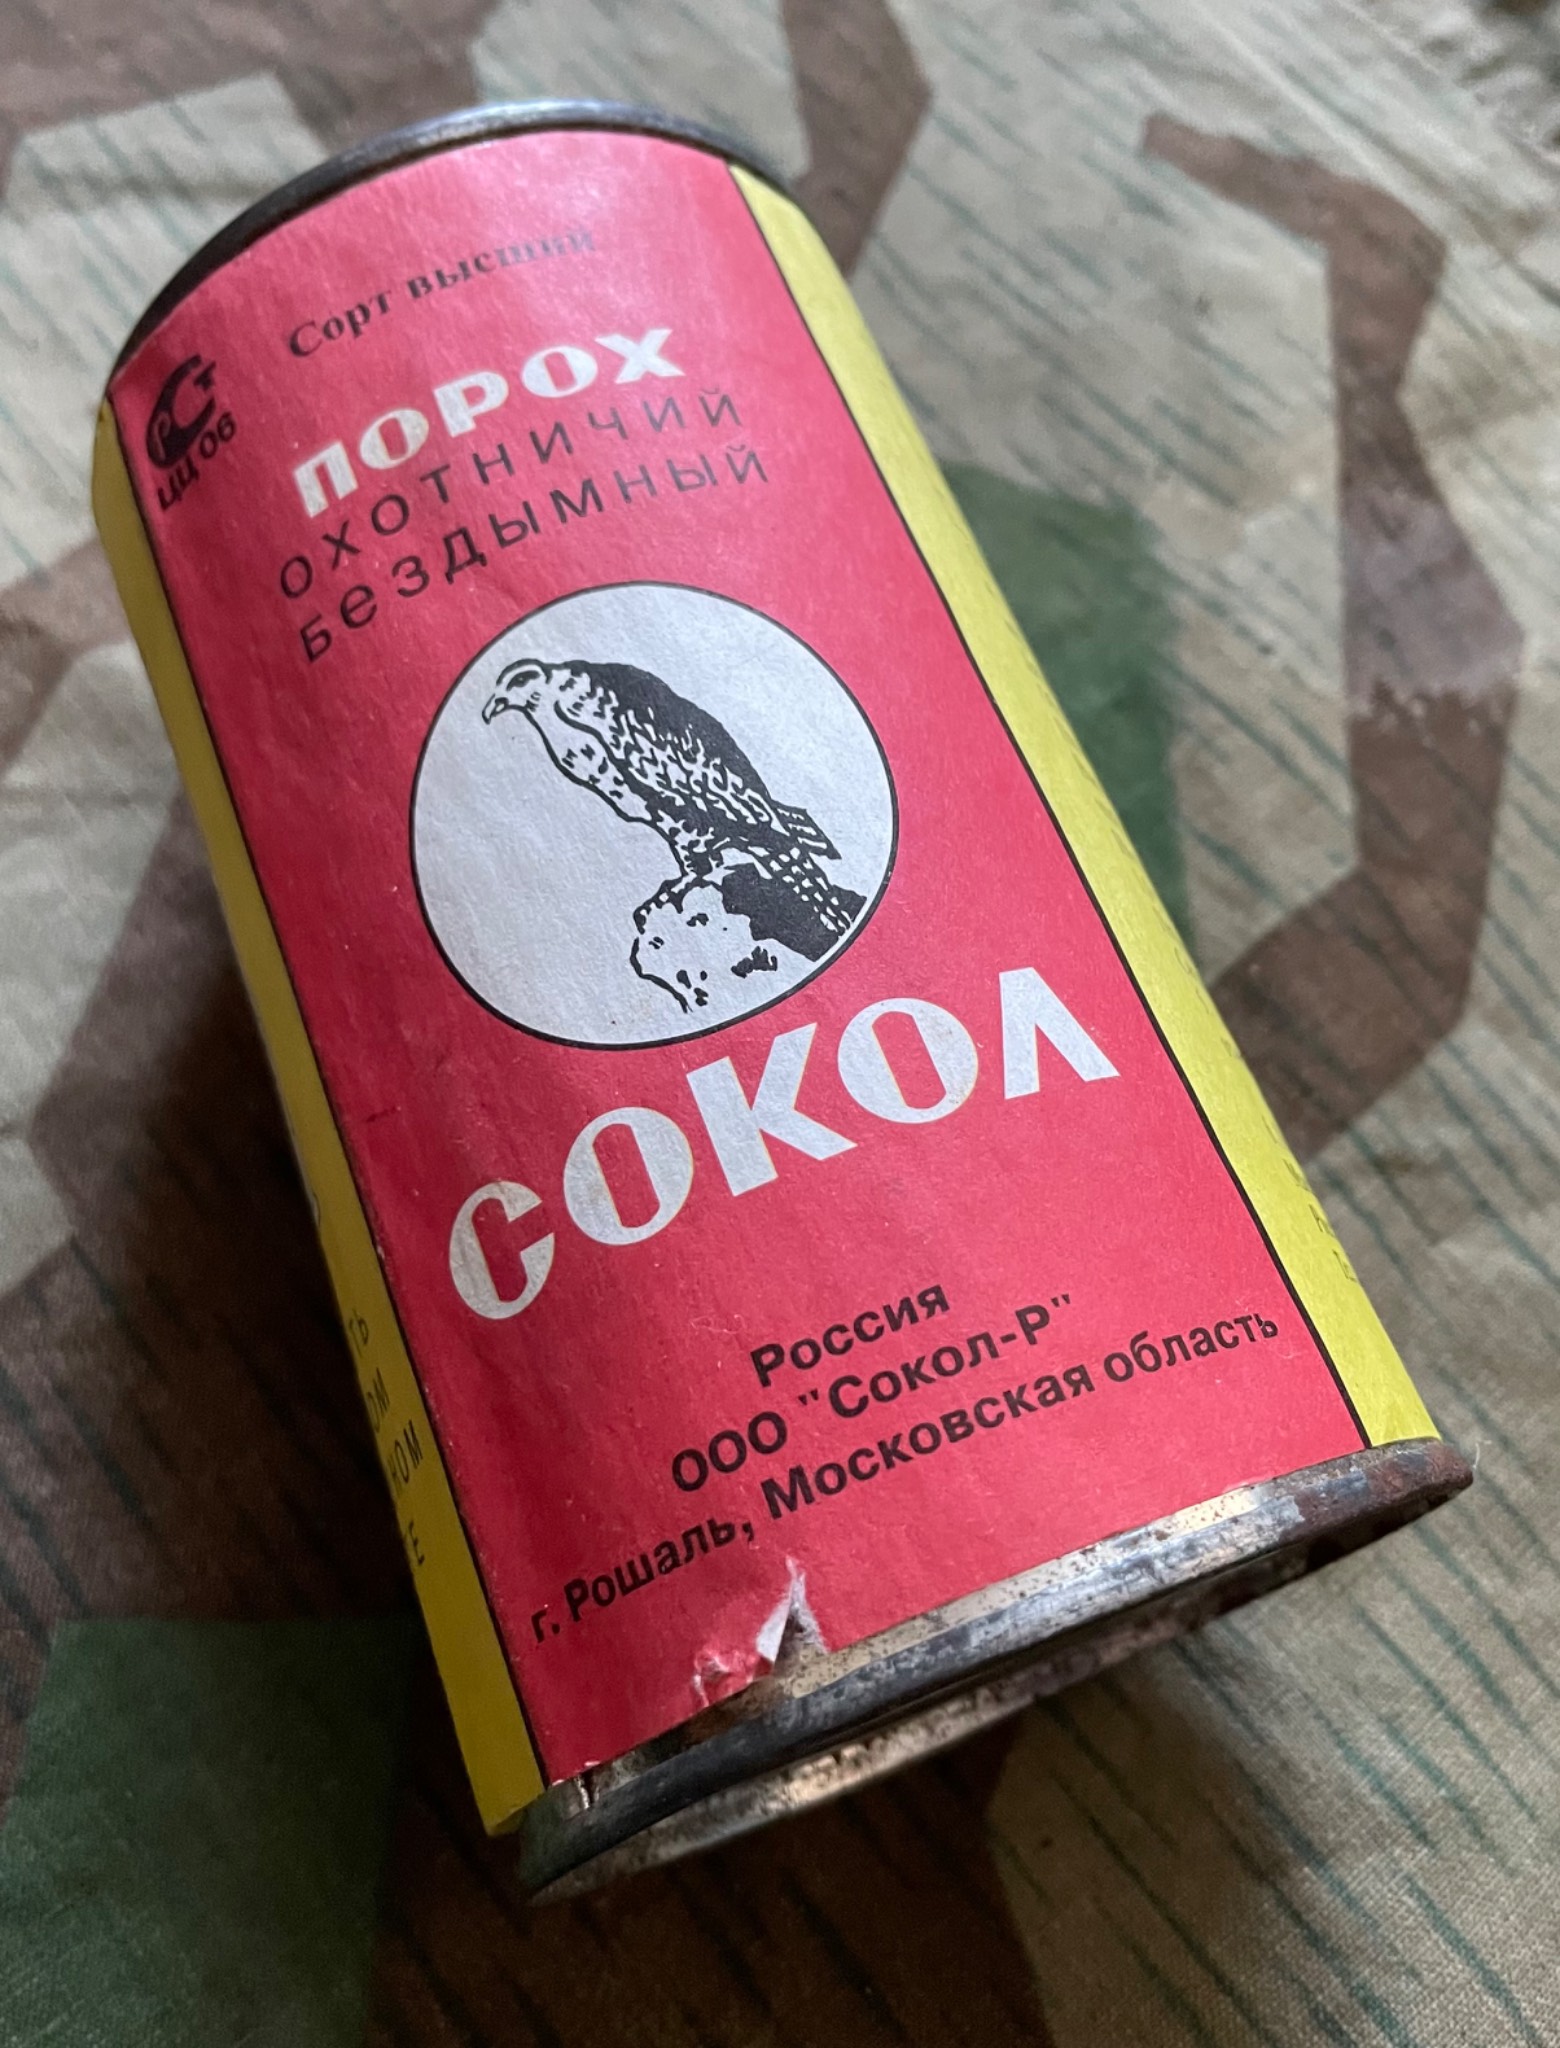 Сорт высший
РСТ
ЦЦ 06
ПОРОХ
ОХОТНИЧИЙ
БЕЗДЫМНЫЙ
СОКОЛ
Россия
ООО "Сокол-Р"
г. Рошаль, Московская область